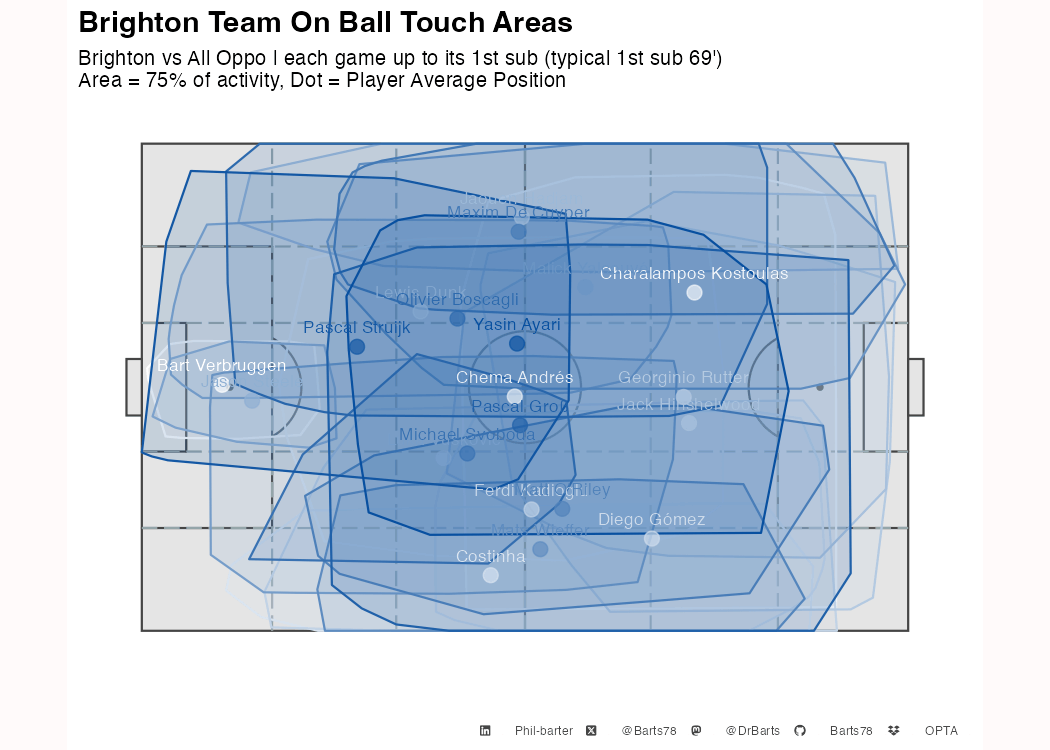 Brighton Team On Ball Touch Areas
Brighton vs All Oppo | each game up to its 1st sub (typical 1st sub 69')
Area = 75% of activity, Dot = Player Average Position
Maxim De Cuyper
Charalampos Kostoulas
Lewis Dunk
Olivier Boscagli
Pascal Struijk
Yasin Ayari
Bart Verbruggen
Chema Andrés
Georginio Rutter
Pascal Groß
Jack Hinshelwood
Michael Svoboda
Ferdi Kadioglu
Riley
Diego Gómez
Mats Wieffer
Costinha
Phil-barter @Barts78 @DrBarts Barts78 OPTA